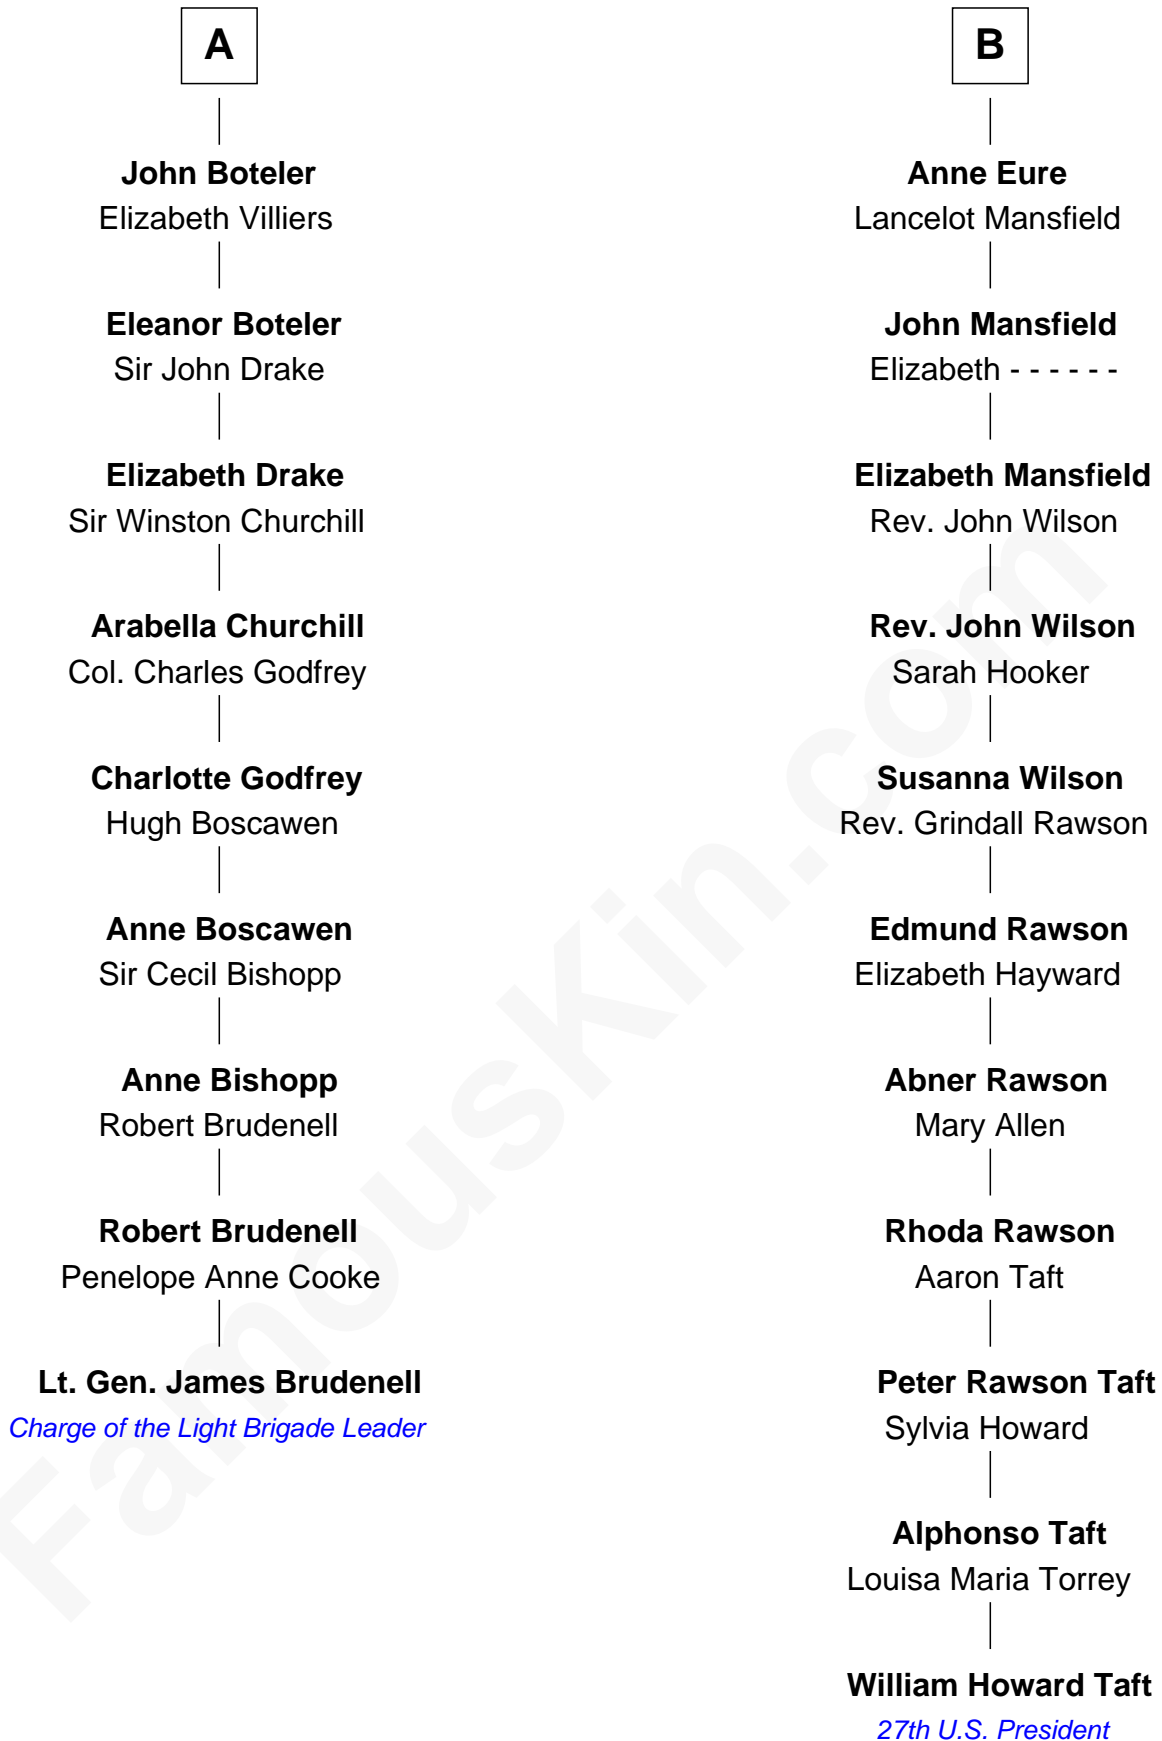 A
John Boteler
Elizabeth Villiers
Eleanor Boteler
Sir John Drake
Elizabeth Drake
Sir Winston Churchill
Arabella Churchill
Col. Charles Godfrey
Charlotte Godfrey
Hugh Boscawen
Anne Boscawen
Sir Cecil Bishopp
Anne Bishopp
Robert Brudenell
Robert Brudenell
Penelope Anne Cooke
Lt. Gen. James Brudenell
Charge of the Light Brigade Leader
B
Anne Eure
Lancelot Mansfield
John Mansfield
Elizabeth - - - - - -
Elizabeth Mansfield
Rev. John Wilson
Rev. John Wilson
Sarah Hooker
Susanna Wilson
Rev. Grindall Rawson
Edmund Rawson
Elizabeth Hayward
Abner Rawson
Mary Allen
Rhoda Rawson
Aaron Taft
Peter Rawson Taft
Sylvia Howard
Alphonso Taft
Louisa Maria Torrey
William Howard Taft
27th U.S. President
FamousKin.com